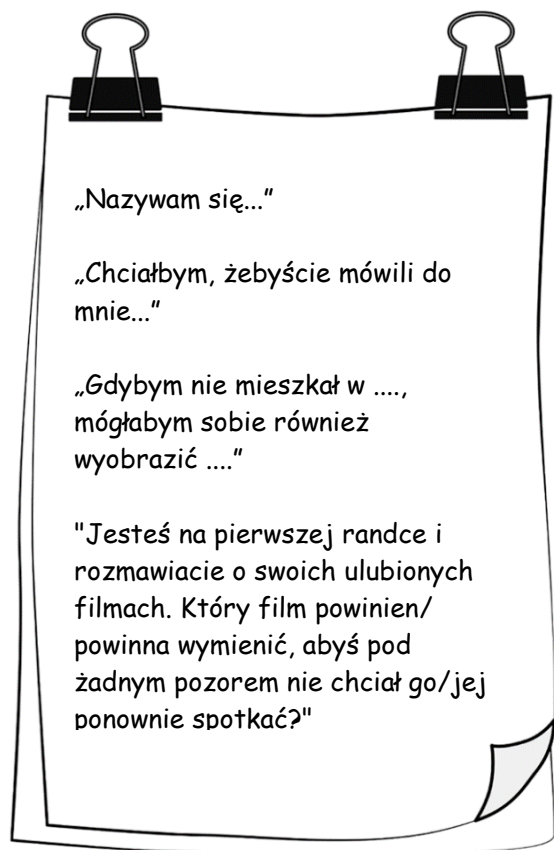 „Nazywam się...”
„Chciałbym, żebyście mówili do
mnie...”
„Gdybym nie mieszkał w ....,
mógłabym sobie również
wyobrazić ....”
"Jesteś na pierwszej randce i
rozmawiacie o swoich ulubionych
filmach. Który film powinien/
powinna wymienić, abyś pod
żadnym pozorem nie chciał go/jej
ponownie spotkać?"